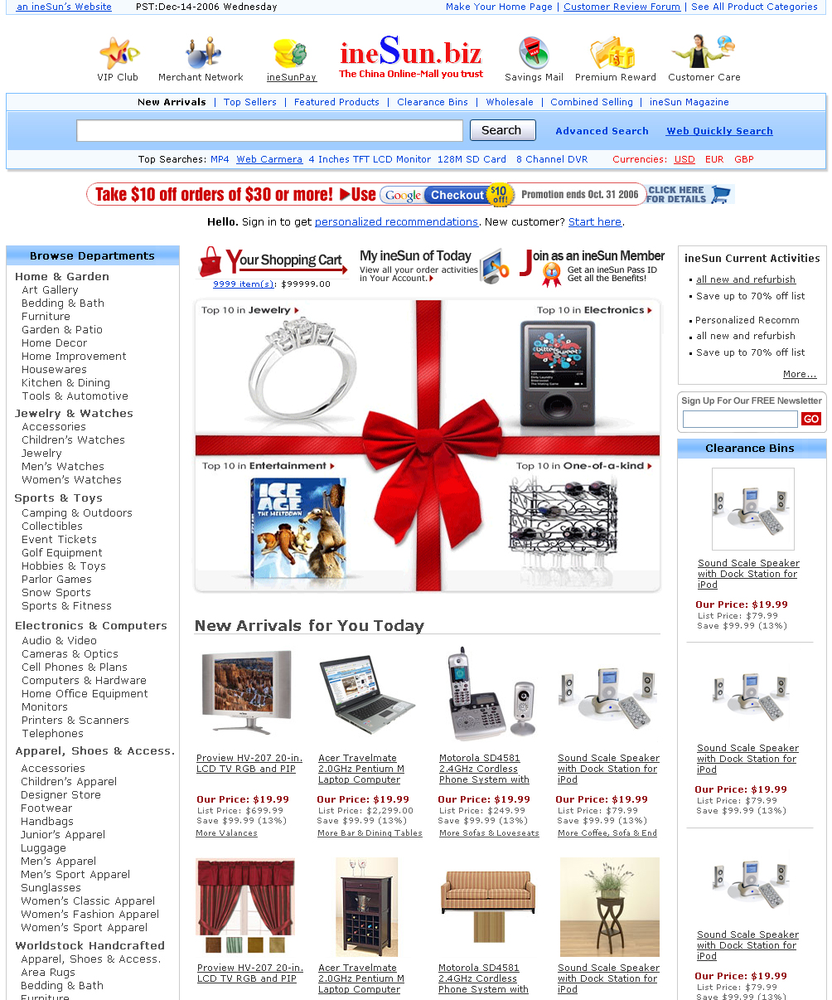 an ineSun's Website PST:Dec-14-2006 Wednesday Make Your Home Page | Customer Review Forum | See All Product Categories
VIP Club Merchant Network ineSunPay
ineSun.biz
The China Online-Mall you trust
Savings Mail Premium Reward Customer Care
New Arrivals | Top Sellers | Featured Products | Clearance Bins | Wholesale | Combined Selling | ineSun Magazine
Search Advanced Search Web Quickly Search
Top Searches: MP4 Web Carmera 4 Inches TFT LCD Monitor 128M SD Card 8 Channel DVR Currencies: USD EUR GBP
Take $10 off orders of $30 or more! Use Google Checkout $10 off! Promotion ends Oct. 31 2006 CLICK HERE FOR DETAILS
Hello. Sign in to get personalized recommendations. New customer? Start here.
Browse Departments
Home & Garden
Art Gallery
Bedding & Bath
Furniture
Garden & Patio
Home Decor
Home Improvement
Housewares
Kitchen & Dining
Tools & Automotive
Jewelry & Watches
Accessories
Children's Watches
Jewelry
Men's Watches
Women's Watches
Sports & Toys
Camping & Outdoors
Collectibles
Event Tickets
Golf Equipment
Hobbies & Toys
Parlor Games
Snow Sports
Sports & Fitness
Electronics & Computers
Audio & Video
Cameras & Optics
Cell Phones & Plans
Computers & Hardware
Home Office Equipment
Monitors
Printers & Scanners
Telephones
Apparel, Shoes & Access.
Accessories
Children's Apparel
Designer Store
Footwear
Handbags
Junior's Apparel
Luggage
Men's Apparel
Men's Sport Apparel
Sunglasses
Women's Classic Apparel
Women's Fashion Apparel
Women's Sport Apparel
Worldstock Handcrafted
Apparel, Shoes & Access.
Area Rugs
Bedding & Bath
Furniture
Your Shopping Cart
9999 item(s): $99999.00
My ineSun of Today
View all your order activities
in Your Account.
Join as an ineSun Member
Get an ineSun Pass ID
Get all the Benefits!
Top 10 in Jewelry
Top 10 in Electronics
bittersweet
Top 10 in Entertainment
ICE
AGE
THE MELTDOWN
Top 10 in One-of-a-kind
New Arrivals for You Today
Proview HV-207 20-in.
LCD TV RGB and PIP
Our Price: $19.99
List Price: $699.99
Save $99.99 (13%)
More Valances
Acer Travelmate
2.0GHz Pentium M
Laptop Computer
Our Price: $19.99
List Price: $2,299.00
Save $99.99 (13%)
More Bar & Dining Tables
Motorola SD4581
2.4GHz Cordless
Phone System with
Our Price: $19.99
List Price: $249.99
Save $99.99 (13%)
More Sofas & Loveseats
Sound Scale Speaker
with Dock Station for
iPod
Our Price: $19.99
List Price: $79.99
Save $99.99 (13%)
More Coffee, Sofa & End
Proview HV-207 20-in.
LCD TV RGB and PIP
Acer Travelmate
2.0GHz Pentium M
Laptop Computer
Motorola SD4581
2.4GHz Cordless
Phone System with
Sound Scale Speaker
with Dock Station for
iPod
ineSun Current Activities
all new and refurbish
Save up to 70% off list
Personalized Recomm
all new and refurbish
Save up to 70% off list
More...
Sign Up For Our FREE Newsletter
GO
Clearance Bins
Sound Scale Speaker
with Dock Station for
iPod
Our Price: $19.99
List Price: $79.99
Save $99.99 (13%)
Sound Scale Speaker
with Dock Station for
iPod
Our Price: $19.99
List Price: $79.99
Save $99.99 (13%)
Sound Scale Speaker
with Dock Station for
iPod
Our Price: $19.99
List Price: $79.99
Save $99.99 (13%)